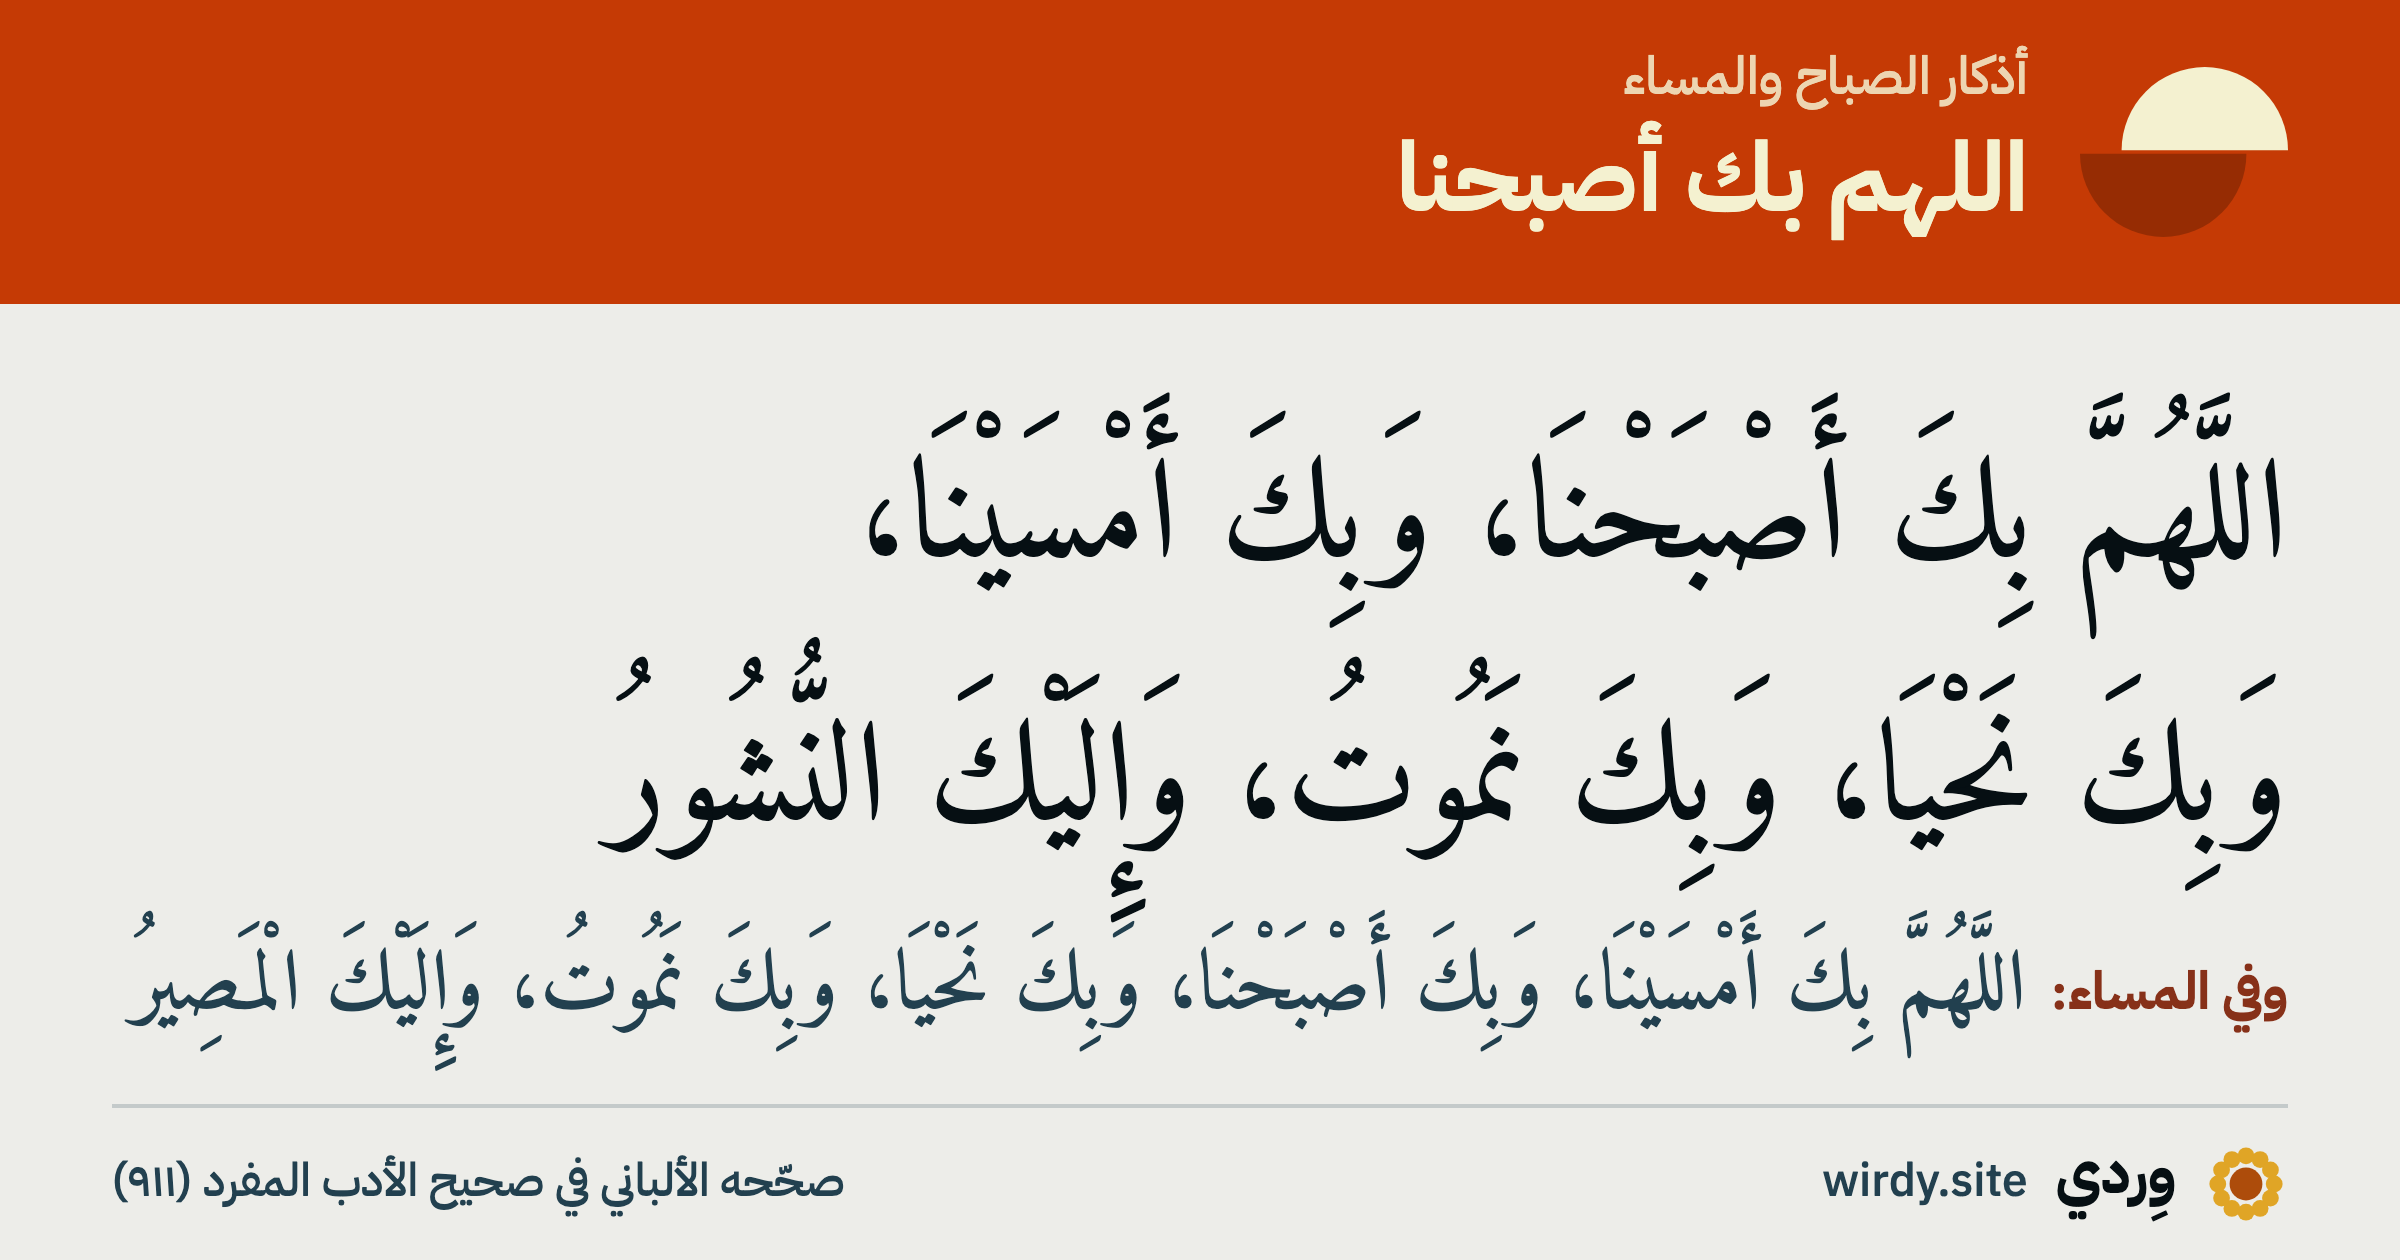 أذكار الصباح والمساء
اللهم بك أصبحنا
اللَّهُمَّ بِكَ أَصْبَحْنَا، وَبِكَ أَمْسَيْنَا،
وَبِكَ نَحْيَا، وَبِكَ نَمُوتُ، وَإِلَيْكَ النُّشُورُ
وفي المساء: اللَّهُمَّ بِكَ أَمْسَيْنَا، وَبِكَ أَصْبَحْنَا، وَبِكَ نَحْيَا، وَبِكَ نَمُوتُ، وَإِلَيْكَ الْمَصِيرُ
وِردي wirdy.site
صحّحه الألباني في صحيح الأدب المفرد (٩١١)